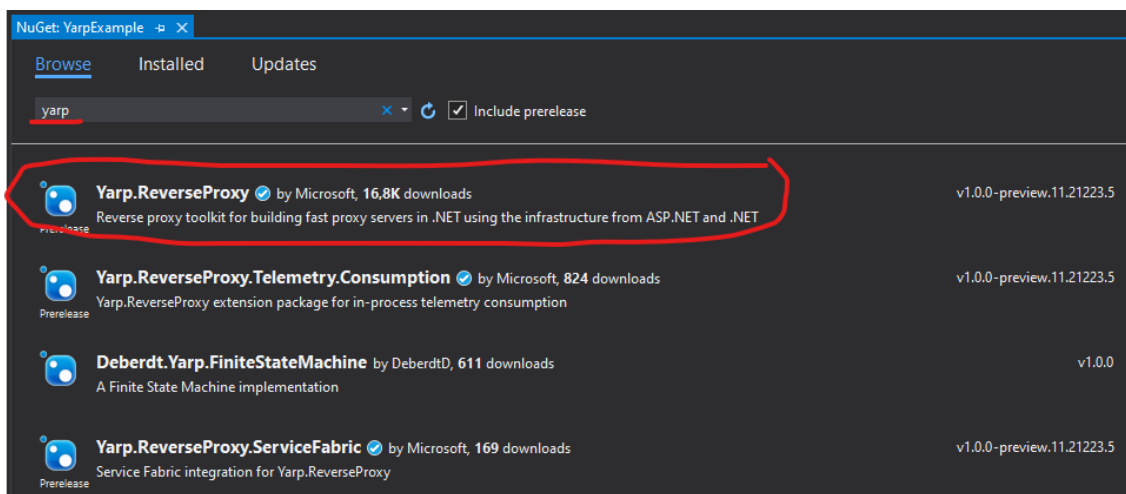 NuGet: YarpExample
Browse Installed Updates
yarp Include prerelease
Yarp.ReverseProxy by Microsoft, 16,8K downloads v1.0.0-preview.11.21223.5
Reverse proxy toolkit for building fast proxy servers in .NET using the infrastructure from ASP.NET and .NET
Prerelease
Yarp.ReverseProxy.Telemetry.Consumption by Microsoft, 824 downloads v1.0.0-preview.11.21223.5
Yarp.ReverseProxy extension package for in-process telemetry consumption
Prerelease
Deberdt.Yarp.FiniteStateMachine by DeberdtD, 611 downloads v1.0.0
A Finite State Machine implementation
Yarp.ReverseProxy.ServiceFabric by Microsoft, 169 downloads v1.0.0-preview.11.21223.5
Service Fabric integration for Yarp.ReverseProxy
Prerelease